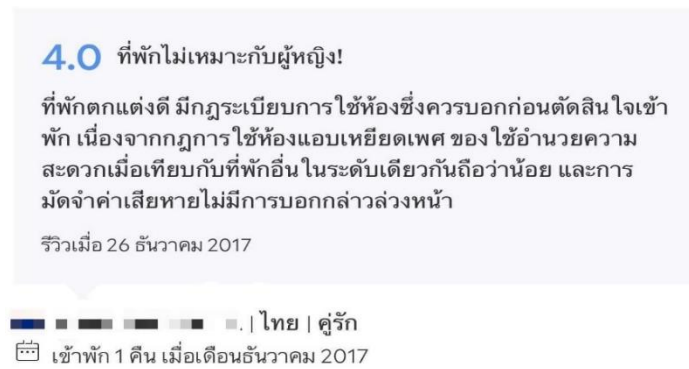 4.0 ที่พักไม่เหมาะกับผู้หญิง!
ที่พักตกแต่งดี มีกฎระเบียบการใช้ห้องซึ่งควรบอกก่อนตัดสินใจเข้า
พัก เนื่องจากกฎการใช้ห้องแอบเหยียดเพศ ของใช้อำนวยความ
สะดวกเมื่อเทียบกับที่พักอื่นในระดับเดียวกันถือว่าน้อย และการ
มัดจำค่าเสียหายไม่มีการบอกกล่าวล่วงหน้า
รีวิวเมื่อ 26 ธันวาคม 2017
. | ไทย | คู่รัก
เข้าพัก 1 คืน เมื่อเดือนธันวาคม 2017